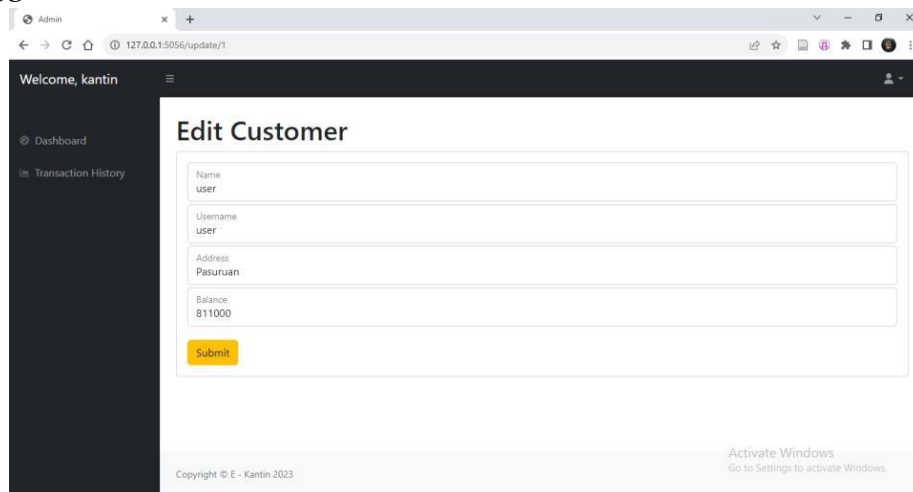 Admin
127.0.0.1:5056/update/1
Welcome, kantin
Dashboard
Transaction History
Edit Customer
Name
user
Username
user
Address
Pasuruan
Balance
811000
Submit
Copyright © E - Kantin 2023
Activate Windows
Go to Settings to activate Windows.